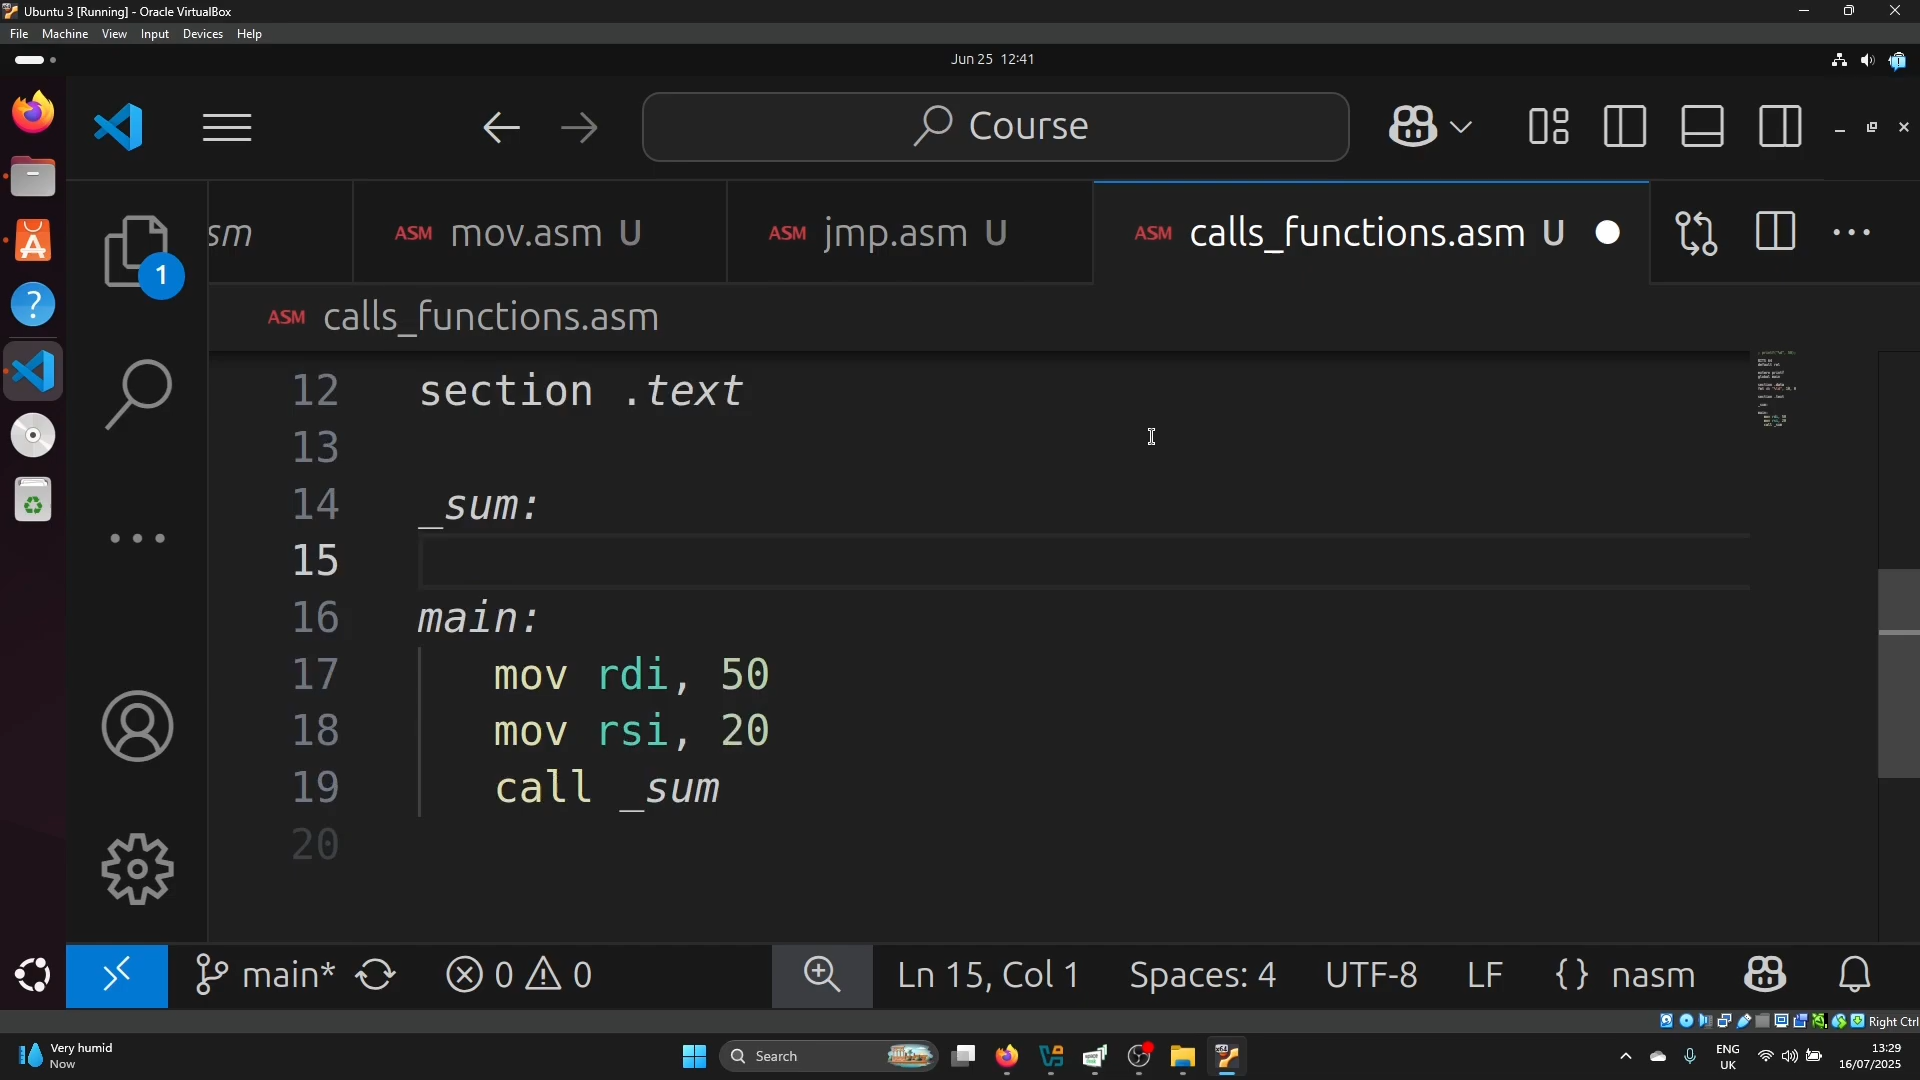 Ubuntu 3 [Running] - Oracle VirtualBox
File Machine View Input Devices Help
Jun 25 12:41
Course
sm
ASM mov.asm U
ASM jmp.asm U
ASM calls_functions.asm U
1
ASM calls_functions.asm
12 section .text
13
14 _sum:
15
16 main:
17 mov rdi, 50
18 mov rsi, 20
19 call _sum
20
main* 0 0 Ln 15, Col 1 Spaces: 4 UTF-8 LF {} nasm
Right Ctrl
Very humid
Now
Search
ENG
UK
13:29
16/07/2025